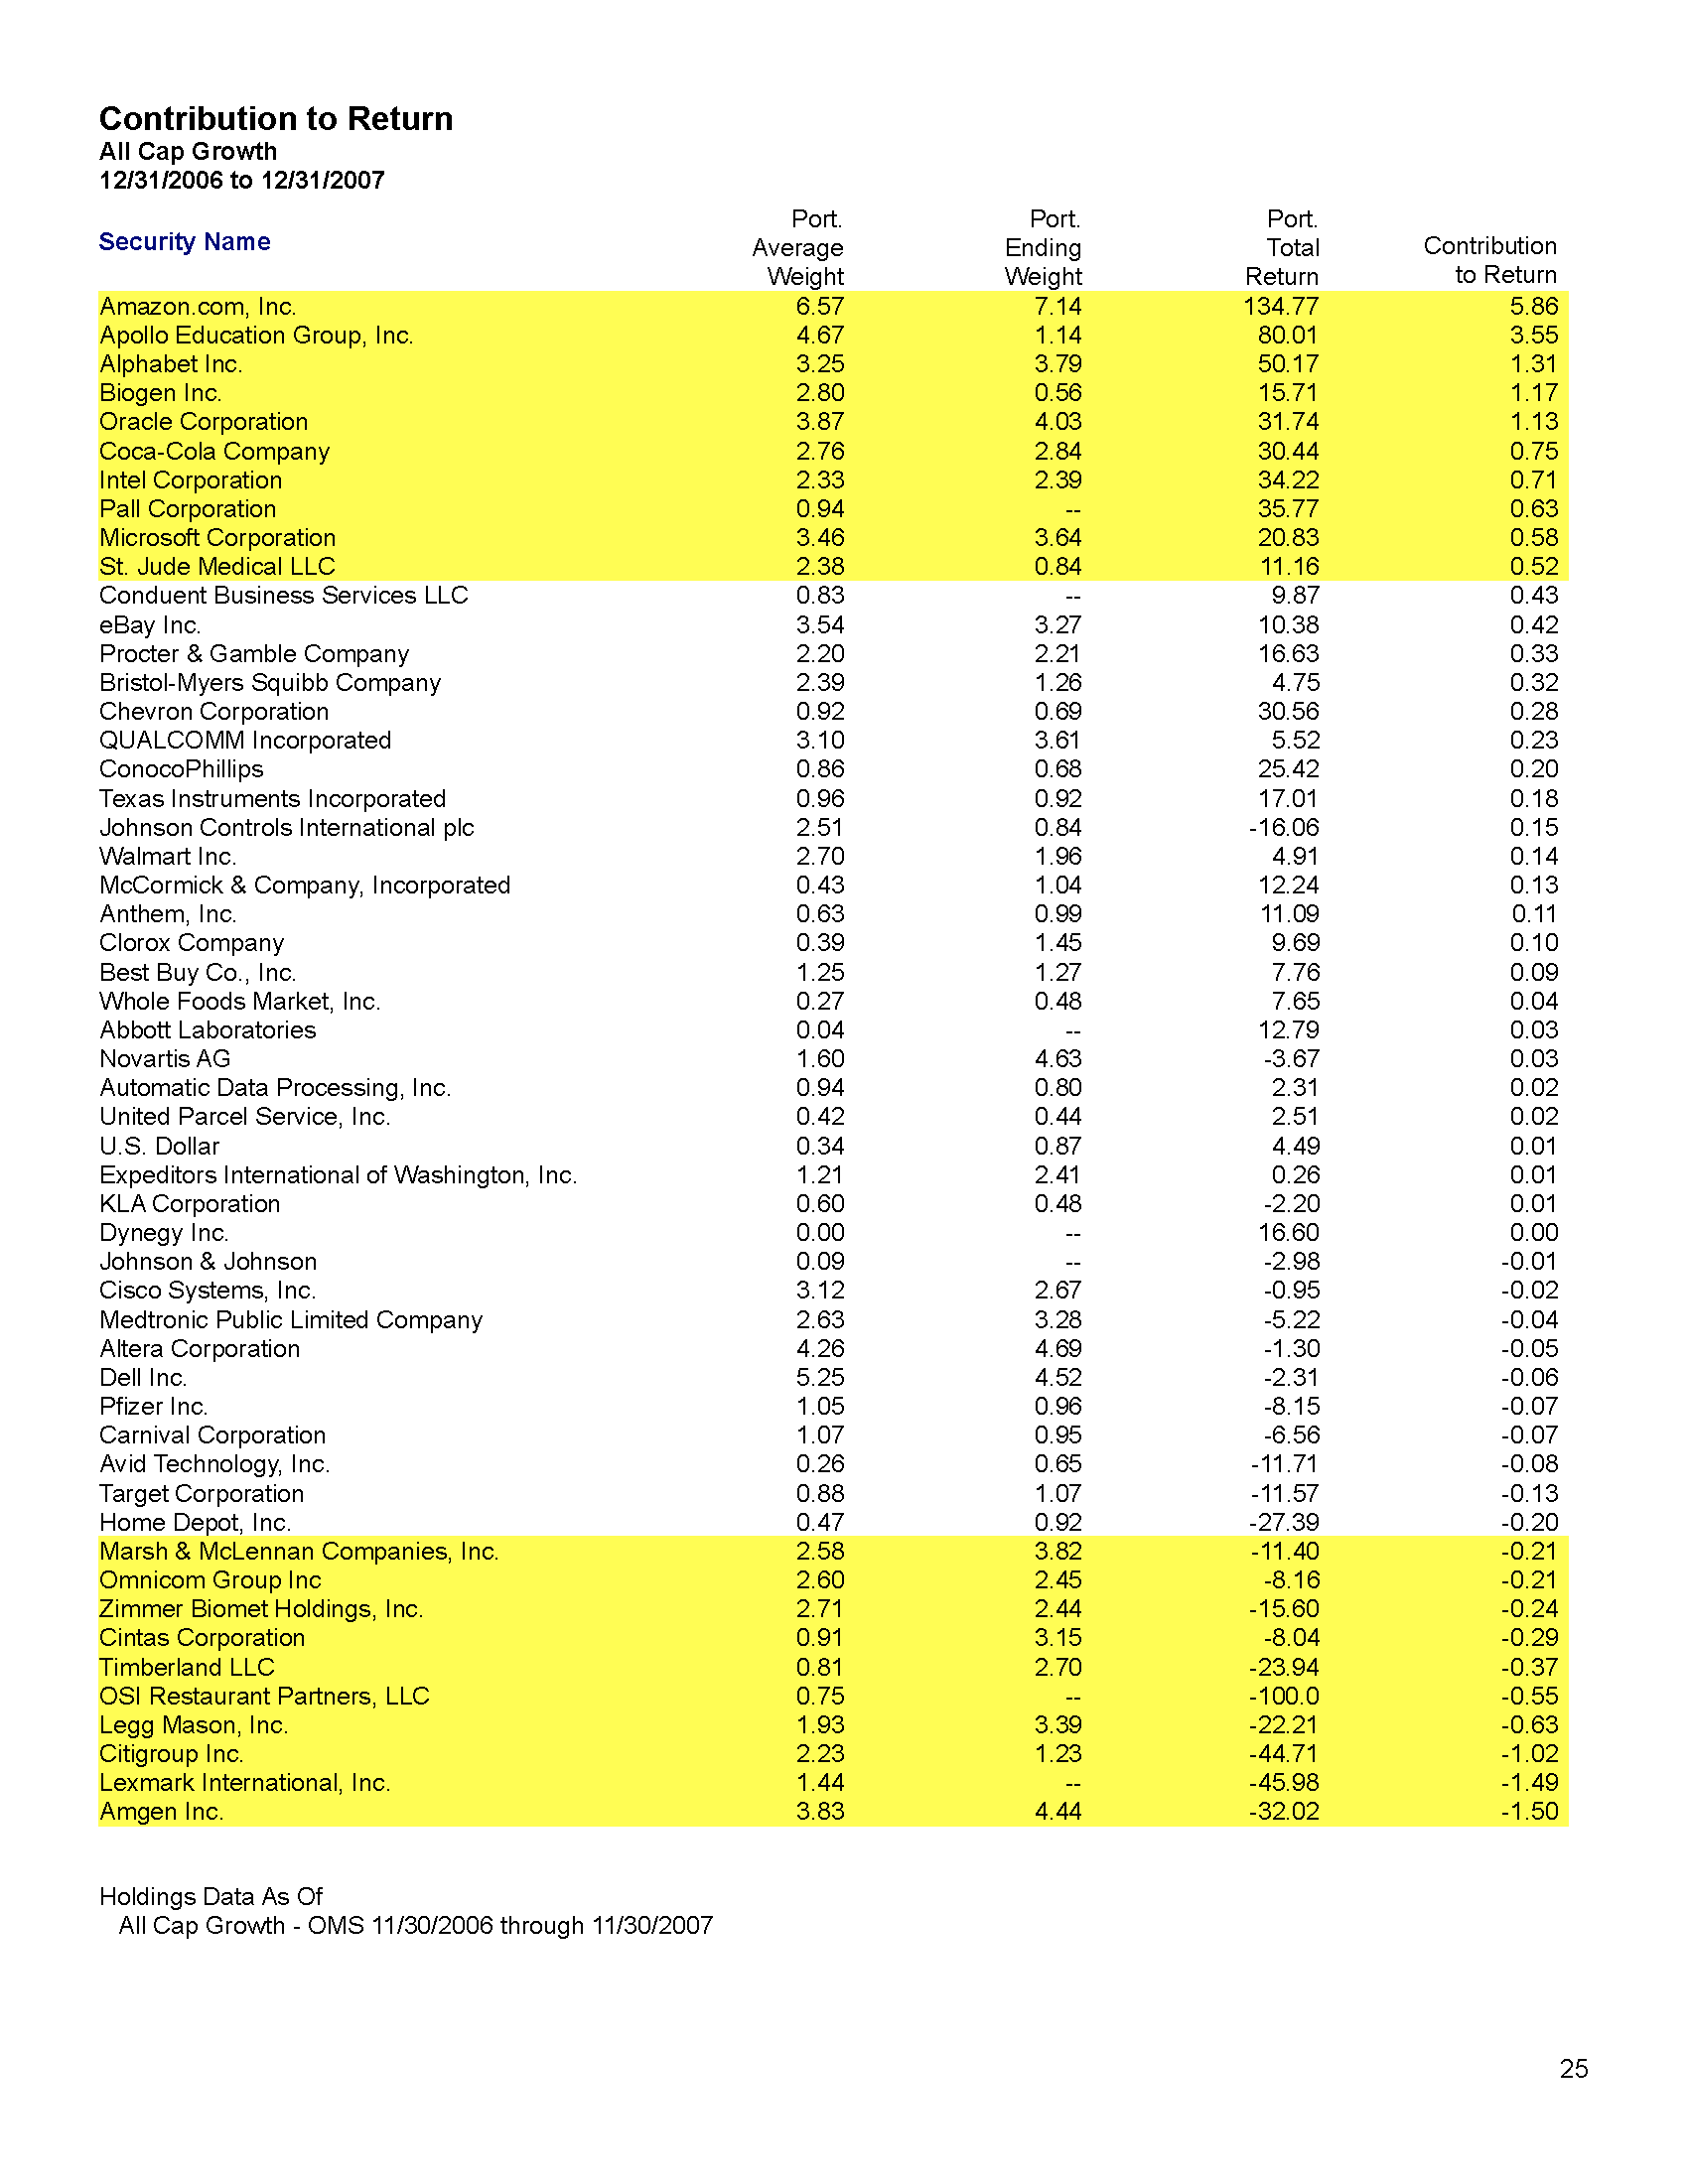 Contribution to Return
All Cap Growth
12/31/2006 to 12/31/2007
Security Name Port. Average Weight Port. Ending Weight Port. Total Return Contribution to Return
Amazon.com, Inc. 6.57 7.14 134.77 5.86
Apollo Education Group, Inc. 4.67 1.14 80.01 3.55
Alphabet Inc. 3.25 3.79 50.17 1.31
Biogen Inc. 2.80 0.56 15.71 1.17
Oracle Corporation 3.87 4.03 31.74 1.13
Coca-Cola Company 2.76 2.84 30.44 0.75
Intel Corporation 2.33 2.39 34.22 0.71
Pall Corporation 0.94 -- 35.77 0.63
Microsoft Corporation 3.46 3.64 20.83 0.58
St. Jude Medical LLC 2.38 0.84 11.16 0.52
Conduent Business Services LLC 0.83 -- 9.87 0.43
eBay Inc. 3.54 3.27 10.38 0.42
Procter & Gamble Company 2.20 2.21 16.63 0.33
Bristol-Myers Squibb Company 2.39 1.26 4.75 0.32
Chevron Corporation 0.92 0.69 30.56 0.28
QUALCOMM Incorporated 3.10 3.61 5.52 0.23
ConocoPhillips 0.86 0.68 25.42 0.20
Texas Instruments Incorporated 0.96 0.92 17.01 0.18
Johnson Controls International plc 2.51 0.84 -16.06 0.15
Walmart Inc. 2.70 1.96 4.91 0.14
McCormick & Company, Incorporated 0.43 1.04 12.24 0.13
Anthem, Inc. 0.63 0.99 11.09 0.11
Clorox Company 0.39 1.45 9.69 0.10
Best Buy Co., Inc. 1.25 1.27 7.76 0.09
Whole Foods Market, Inc. 0.27 0.48 7.65 0.04
Abbott Laboratories 0.04 -- 12.79 0.03
Novartis AG 1.60 4.63 -3.67 0.03
Automatic Data Processing, Inc. 0.94 0.80 2.31 0.02
United Parcel Service, Inc. 0.42 0.44 2.51 0.02
U.S. Dollar 0.34 0.87 4.49 0.01
Expeditors International of Washington, Inc. 1.21 2.41 0.26 0.01
KLA Corporation 0.60 0.48 -2.20 0.01
Dynegy Inc. 0.00 -- 16.60 0.00
Johnson & Johnson 0.09 -- -2.98 -0.01
Cisco Systems, Inc. 3.12 2.67 -0.95 -0.02
Medtronic Public Limited Company 2.63 3.28 -5.22 -0.04
Altera Corporation 4.26 4.69 -1.30 -0.05
Dell Inc. 5.25 4.52 -2.31 -0.06
Pfizer Inc. 1.05 0.96 -8.15 -0.07
Carnival Corporation 1.07 0.95 -6.56 -0.07
Avid Technology, Inc. 0.26 0.65 -11.71 -0.08
Target Corporation 0.88 1.07 -11.57 -0.13
Home Depot, Inc. 0.47 0.92 -27.39 -0.20
Marsh & McLennan Companies, Inc. 2.58 3.82 -11.40 -0.21
Omnicom Group Inc 2.60 2.45 -8.16 -0.21
Zimmer Biomet Holdings, Inc. 2.71 2.44 -15.60 -0.24
Cintas Corporation 0.91 3.15 -8.04 -0.29
Timberland LLC 0.81 2.70 -23.94 -0.37
OSI Restaurant Partners, LLC 0.75 -- -100.0 -0.55
Legg Mason, Inc. 1.93 3.39 -22.21 -0.63
Citigroup Inc. 2.23 1.23 -44.71 -1.02
Lexmark International, Inc. 1.44 -- -45.98 -1.49
Amgen Inc. 3.83 4.44 -32.02 -1.50
Holdings Data As Of
All Cap Growth - OMS 11/30/2006 through 11/30/2007
25